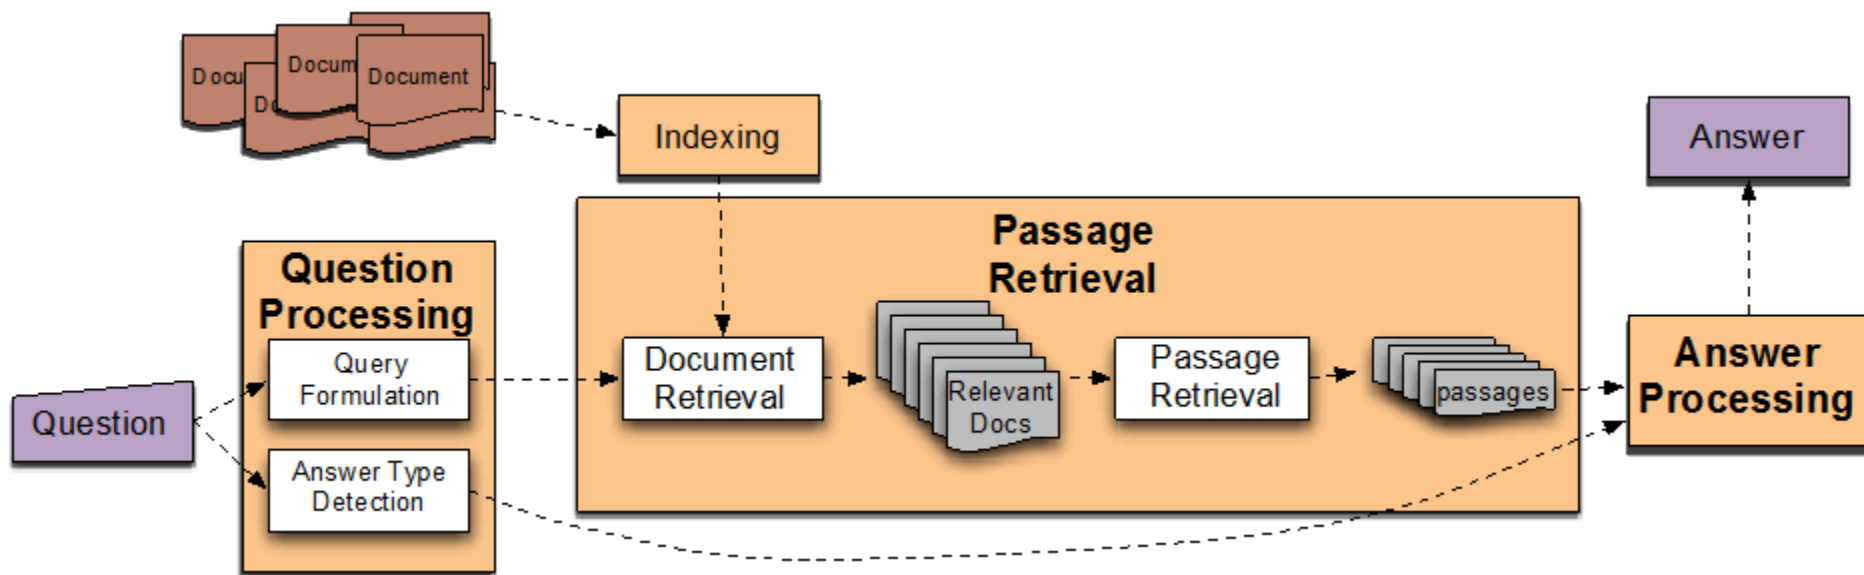 Docu
Docum
Do
Document
Indexing
Answer
Passage
Retrieval
Question
Processing
Query
Formulation
Document
Retrieval
Relevant
Docs
Passage
Retrieval
passages
Answer
Processing
Question
Answer Type
Detection